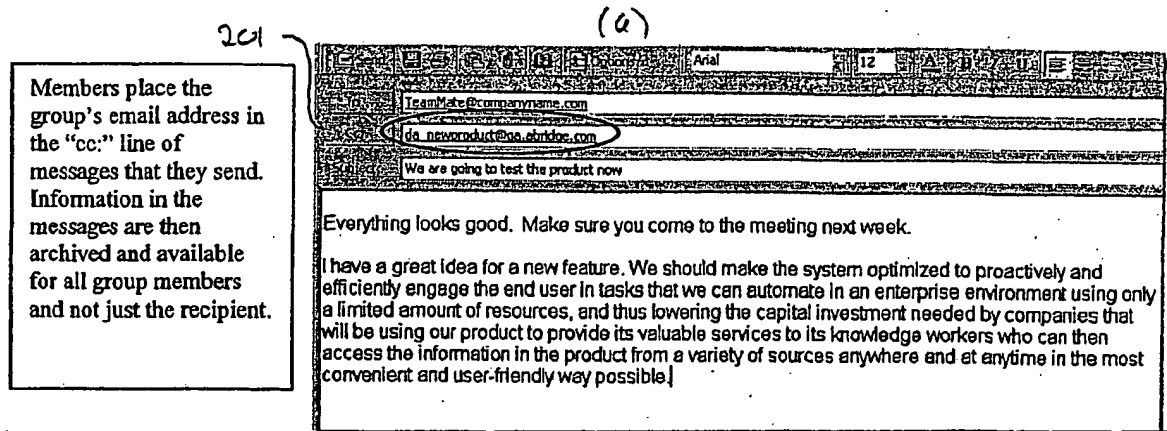 (a)
201
Members place the
group's email address in
the "cc:" line of
messages that they send.
Information in the
messages are then
archived and available
for all group members
and not just the recipient.
Send Options Arial 12 A B I U
TeamMate@companyname.com
da_newproduct@qa.ebridge.com
We are going to test the product now
Everything looks good. Make sure you come to the meeting next week.
I have a great idea for a new feature. We should make the system optimized to proactively and
efficiently engage the end user in tasks that we can automate in an enterprise environment using only
a limited amount of resources, and thus lowering the capital investment needed by companies that
will be using our product to provide its valuable services to its knowledge workers who can then
access the information in the product from a variety of sources anywhere and at anytime in the most
convenient and user-friendly way possible.